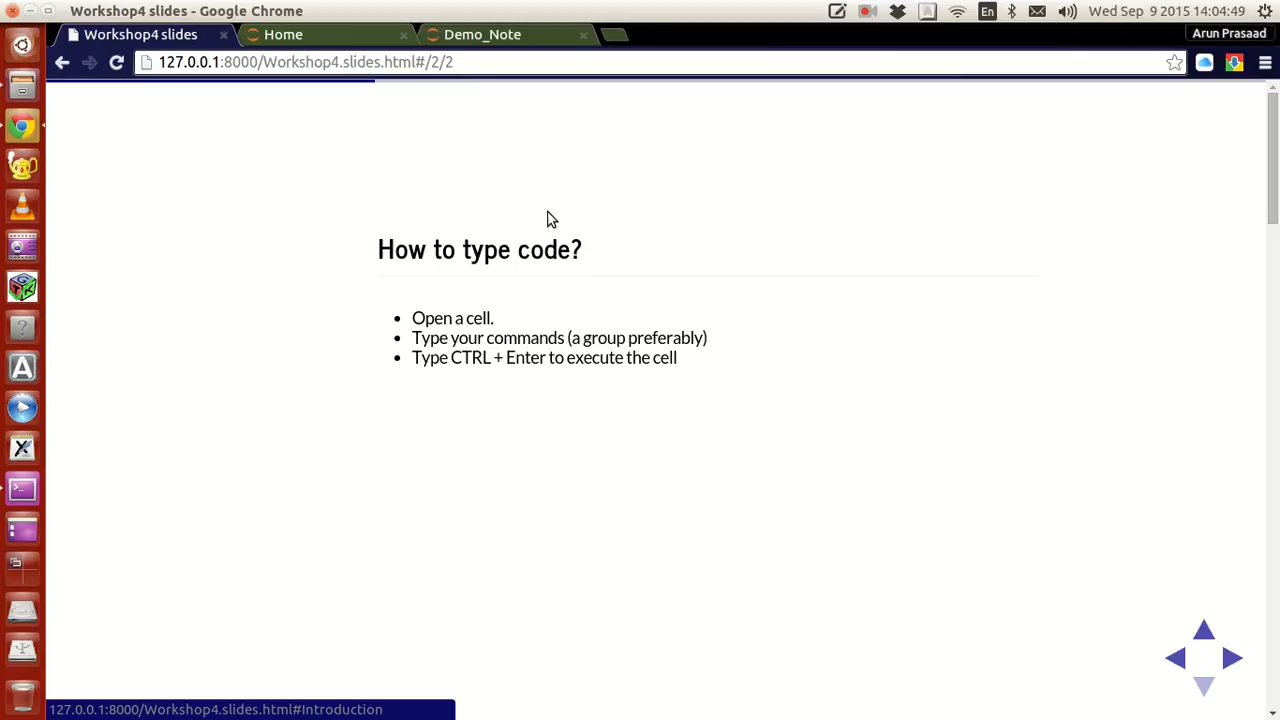 Workshop4 slides - Google Chrome
En
Wed Sep 9 2015 14:04:49
Workshop4 slides
Home
Demo_Note
Arun Prasaad
127.0.0.1:8000/Workshop4.slides.html#/2/2
How to type code?
Open a cell.
Type your commands (a group preferably)
Type CTRL + Enter to execute the cell
127.0.0.1:8000/Workshop4.slides.html#Introduction